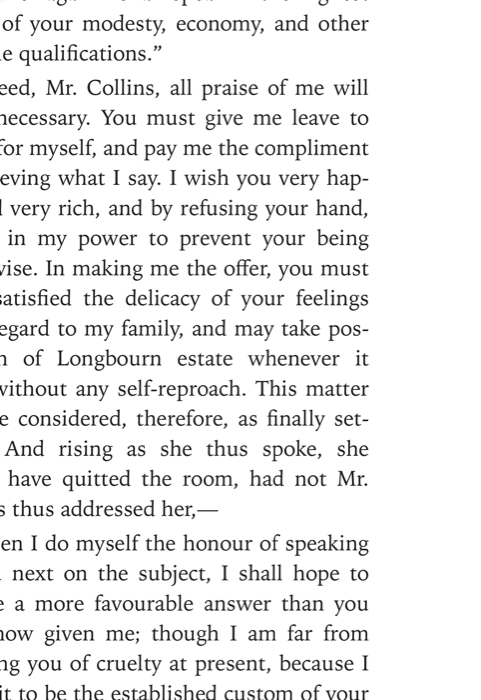 of your modesty, economy, and other
e qualifications.”
eed, Mr. Collins, all praise of me will
necessary. You must give me leave to
for myself, and pay me the compliment
eving what I say. I wish you very hap-
very rich, and by refusing your hand,
in my power to prevent your being
wise. In making me the offer, you must
satisfied the delicacy of your feelings
egard to my family, and may take pos-
n of Longbourn estate whenever it
without any self-reproach. This matter
e considered, therefore, as finally set-
And rising as she thus spoke, she
have quitted the room, had not Mr.
s thus addressed her,—
en I do myself the honour of speaking
next on the subject, I shall hope to
e a more favourable answer than you
now given me; though I am far from
ng you of cruelty at present, because I
it to be the established custom of your